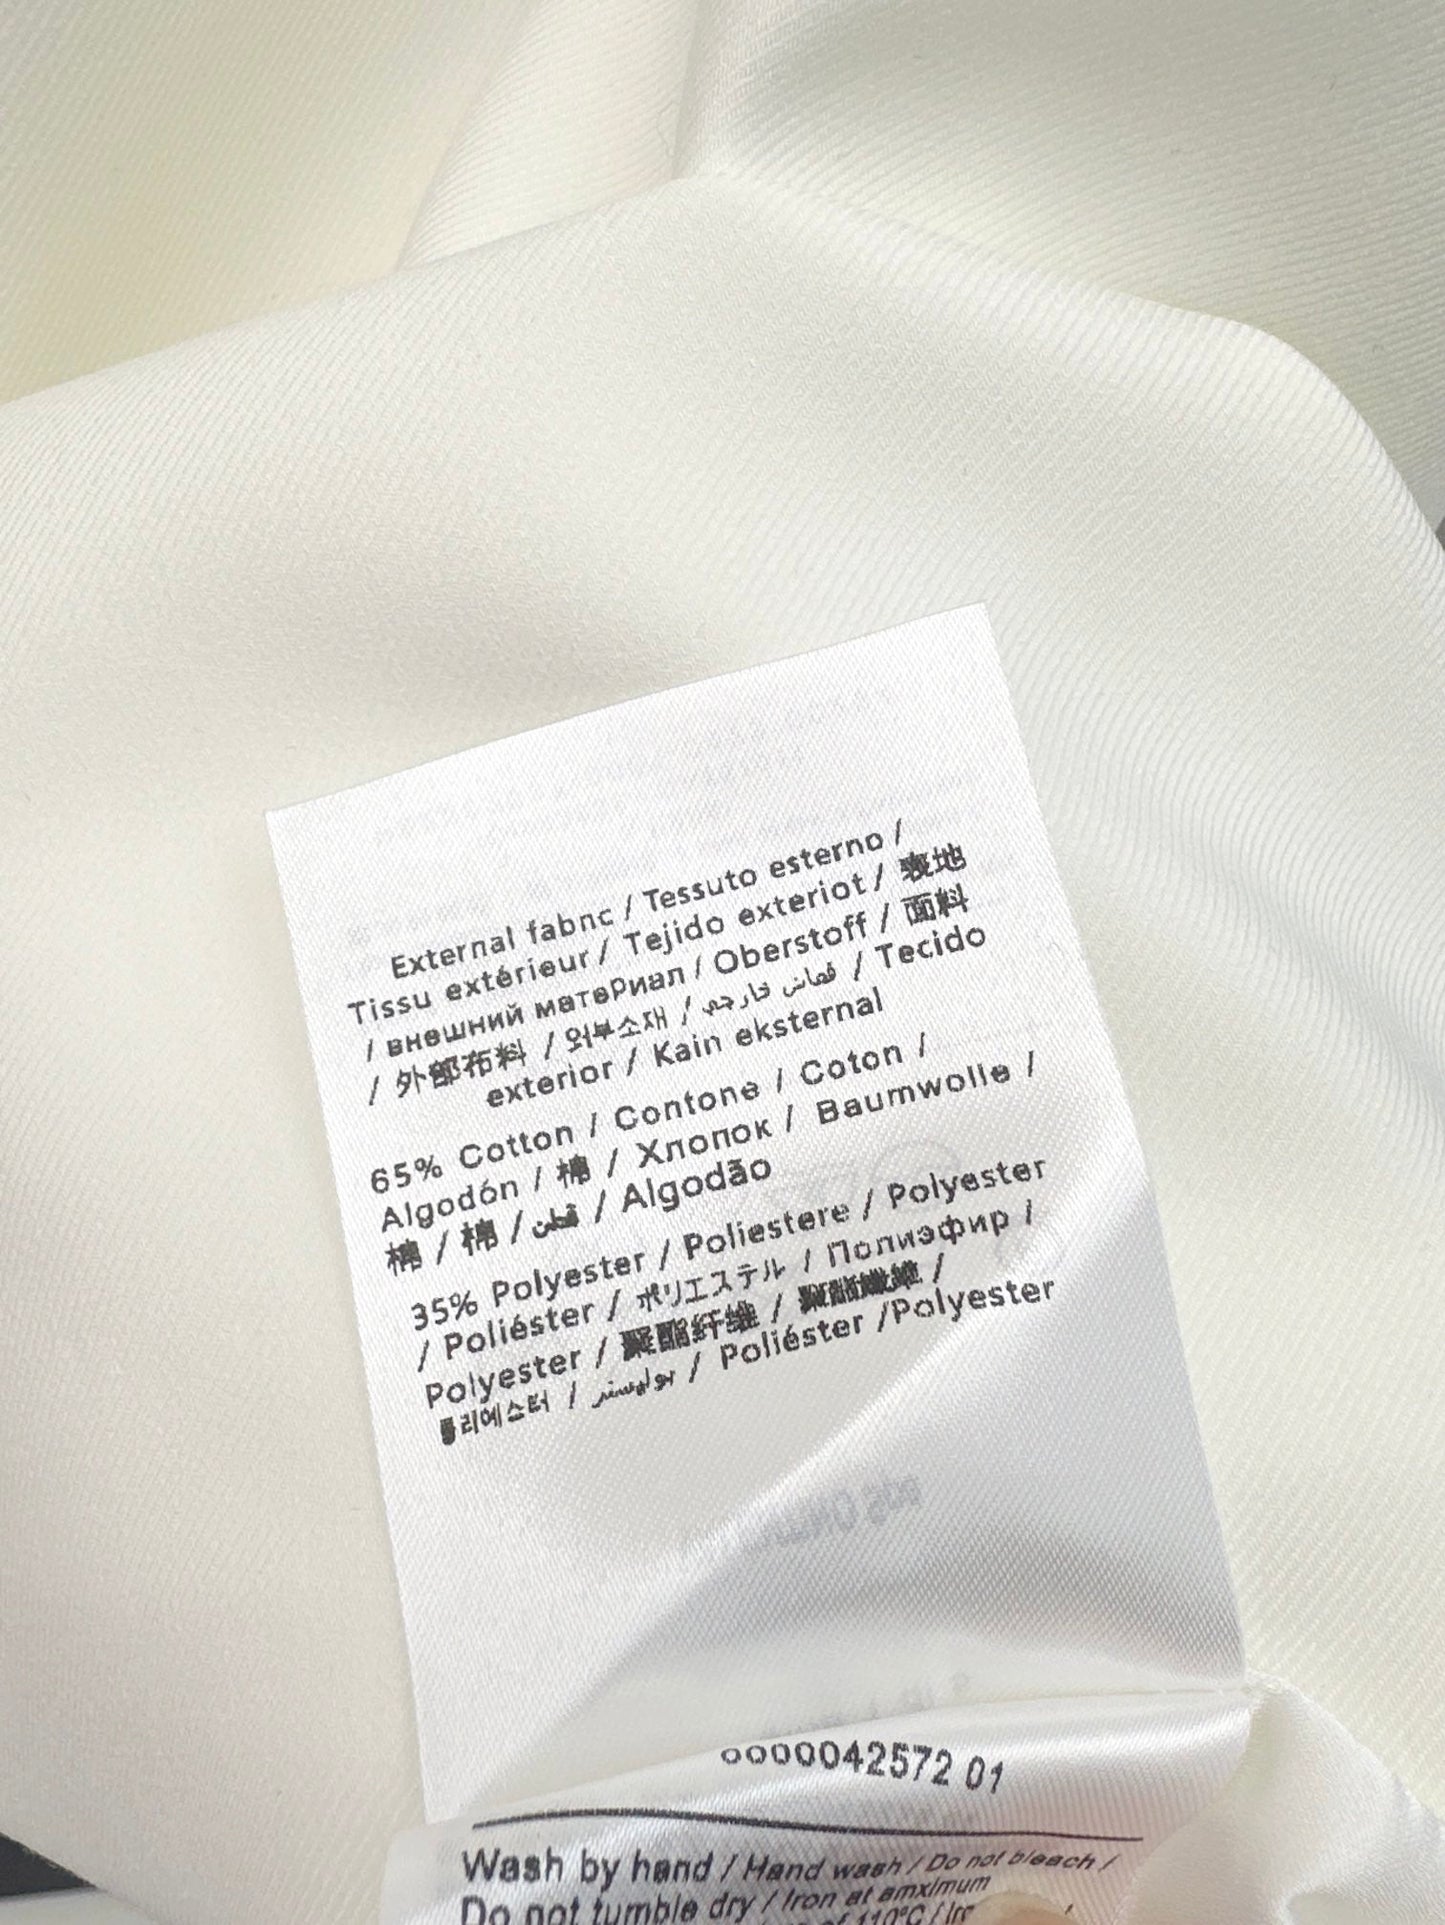 External fabnc / Tessuto esterno /
Tissu extérieur / Tejido exteriot / 表地
/ внешний материал / Oberstoff / 面料
/ 外部布料 / 외부소재 / قماش خارجي / Tecido
exterior / Kain eksternal
65% Cotton / Contone / Coton /
Algodón / 棉 / Хлопок / Baumwolle /
棉 / 棉 / قطن / Algodão
35% Polyester / Poliestere / Polyester
/ Poliéster / ポリエステル / Полиэфир /
Polyester / 聚酯纤维 / 聚酯纖維 /
폴리에스터 / بوليستر / Poliéster /Polyester
0000042572 01
Wash by hand / Hand wash / Do not bleach /
Do not tumble dry / Iron at amximum
of 110°C /